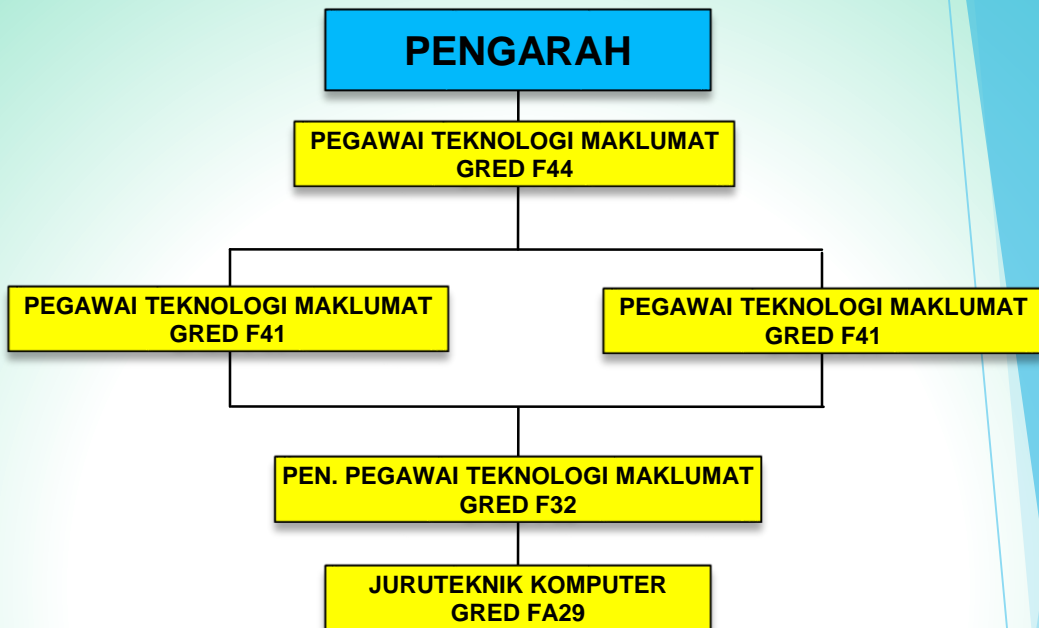 PENGARAH
PEGAWAI TEKNOLOGI MAKLUMAT
GRED F44
PEGAWAI TEKNOLOGI MAKLUMAT
GRED F41
PEGAWAI TEKNOLOGI MAKLUMAT
GRED F41
PEN. PEGAWAI TEKNOLOGI MAKLUMAT
GRED F32
JURUTEKNIK KOMPUTER
GRED FA29